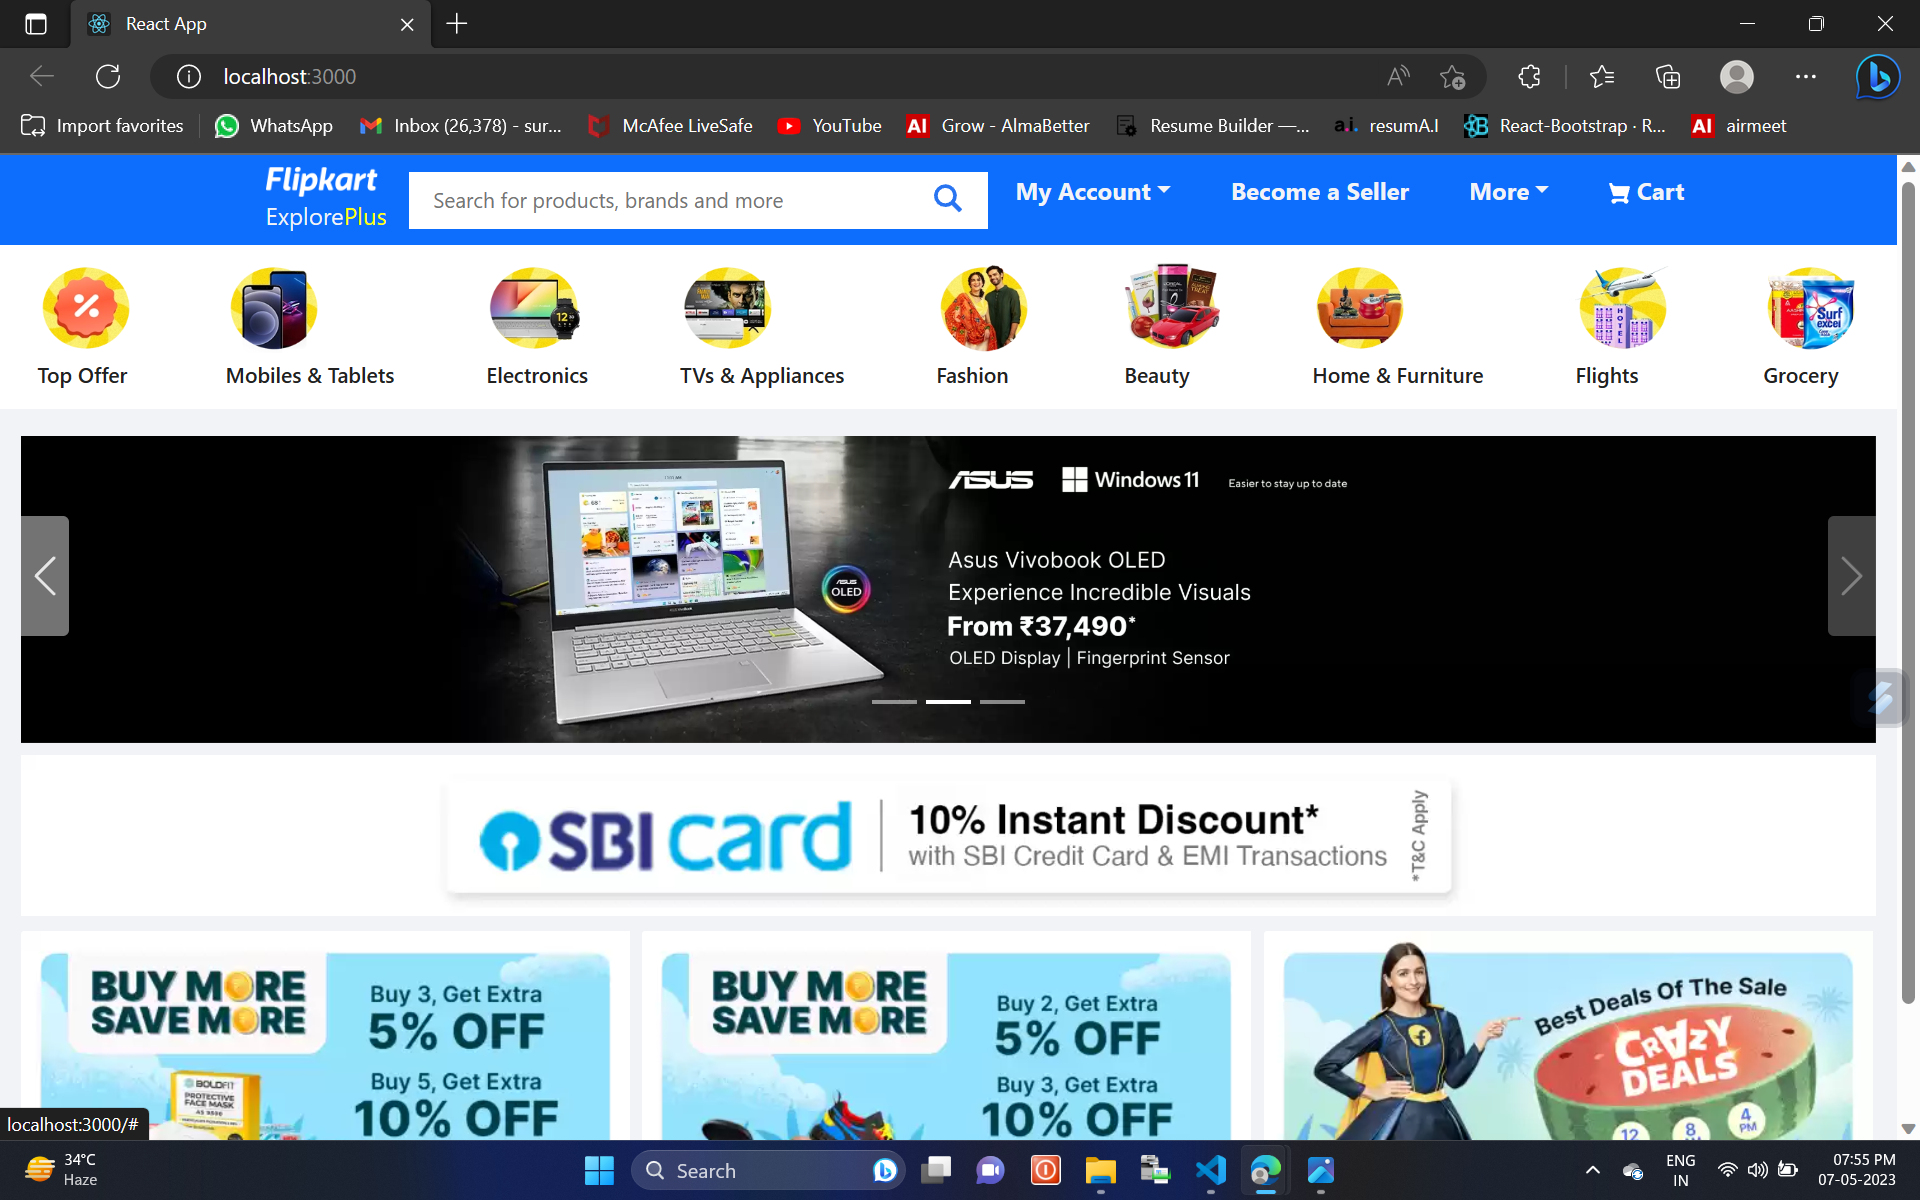 React App
localhost:3000
Import favorites
WhatsApp
Inbox (26,378) - sur...
McAfee LiveSafe
YouTube
Grow - AlmaBetter
Resume Builder —...
resumA.I
React-Bootstrap · R...
airmeet
Flipkart
ExplorePlus
Search for products, brands and more
My Account
Become a Seller
More
Cart
Top Offer
Mobiles & Tablets
Electronics
TVs & Appliances
Fashion
Beauty
Home & Furniture
Flights
Grocery
HOTEL
Surf
excel
ASUS
Windows 11
Easier to stay up to date
Asus Vivobook OLED
Experience Incredible Visuals
From ₹37,490*
OLED Display | Fingerprint Sensor
ASUS
OLED
SBI card
10% Instant Discount*
with SBI Credit Card & EMI Transactions
*T&C Apply
BUY MORE
SAVE MORE
Buy 3, Get Extra
5% OFF
Buy 5, Get Extra
10% OFF
BOLDFIT
PROTECTIVE
FACE MASK
BUY MORE
SAVE MORE
Buy 2, Get Extra
5% OFF
Buy 3, Get Extra
10% OFF
Best Deals Of The Sale
CRAZY
DEALS
12
8
4
PM
localhost:3000/#
34°C
Haze
Search
ENG
IN
07:55 PM
07-05-2023